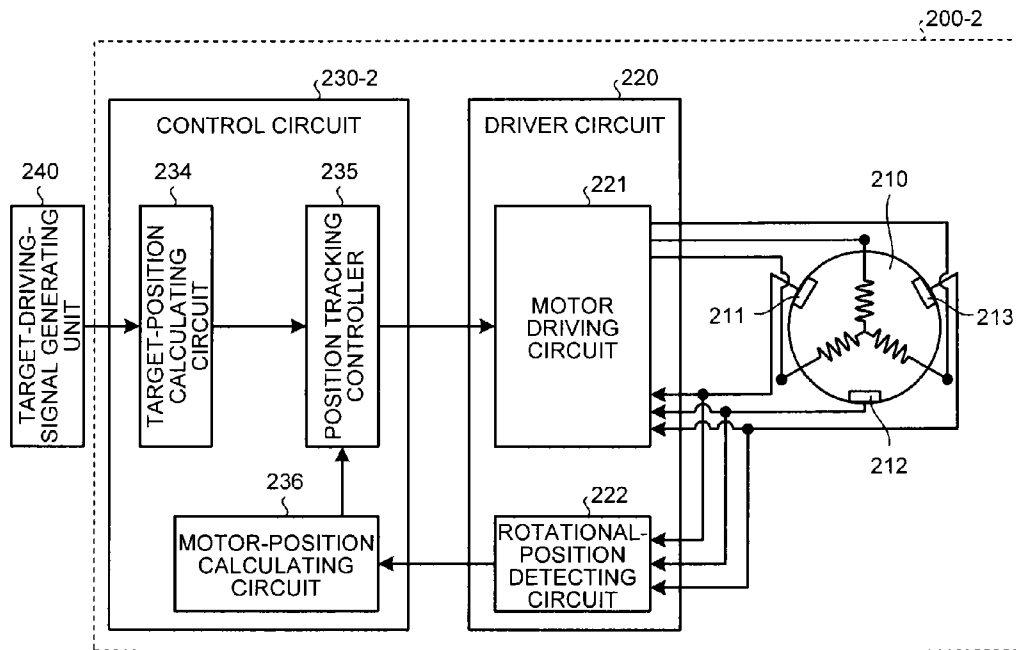 200-2
230-2
220
CONTROL CIRCUIT
DRIVER CIRCUIT
240
234
235
221
210
TARGET-DRIVING-
SIGNAL GENERATING
UNIT
TARGET-POSITION
CALCULATING
CIRCUIT
POSITION TRACKING
CONTROLLER
MOTOR
DRIVING
CIRCUIT
211
213
212
236
222
MOTOR-POSITION
CALCULATING
CIRCUIT
ROTATIONAL-
POSITION
DETECTING
CIRCUIT